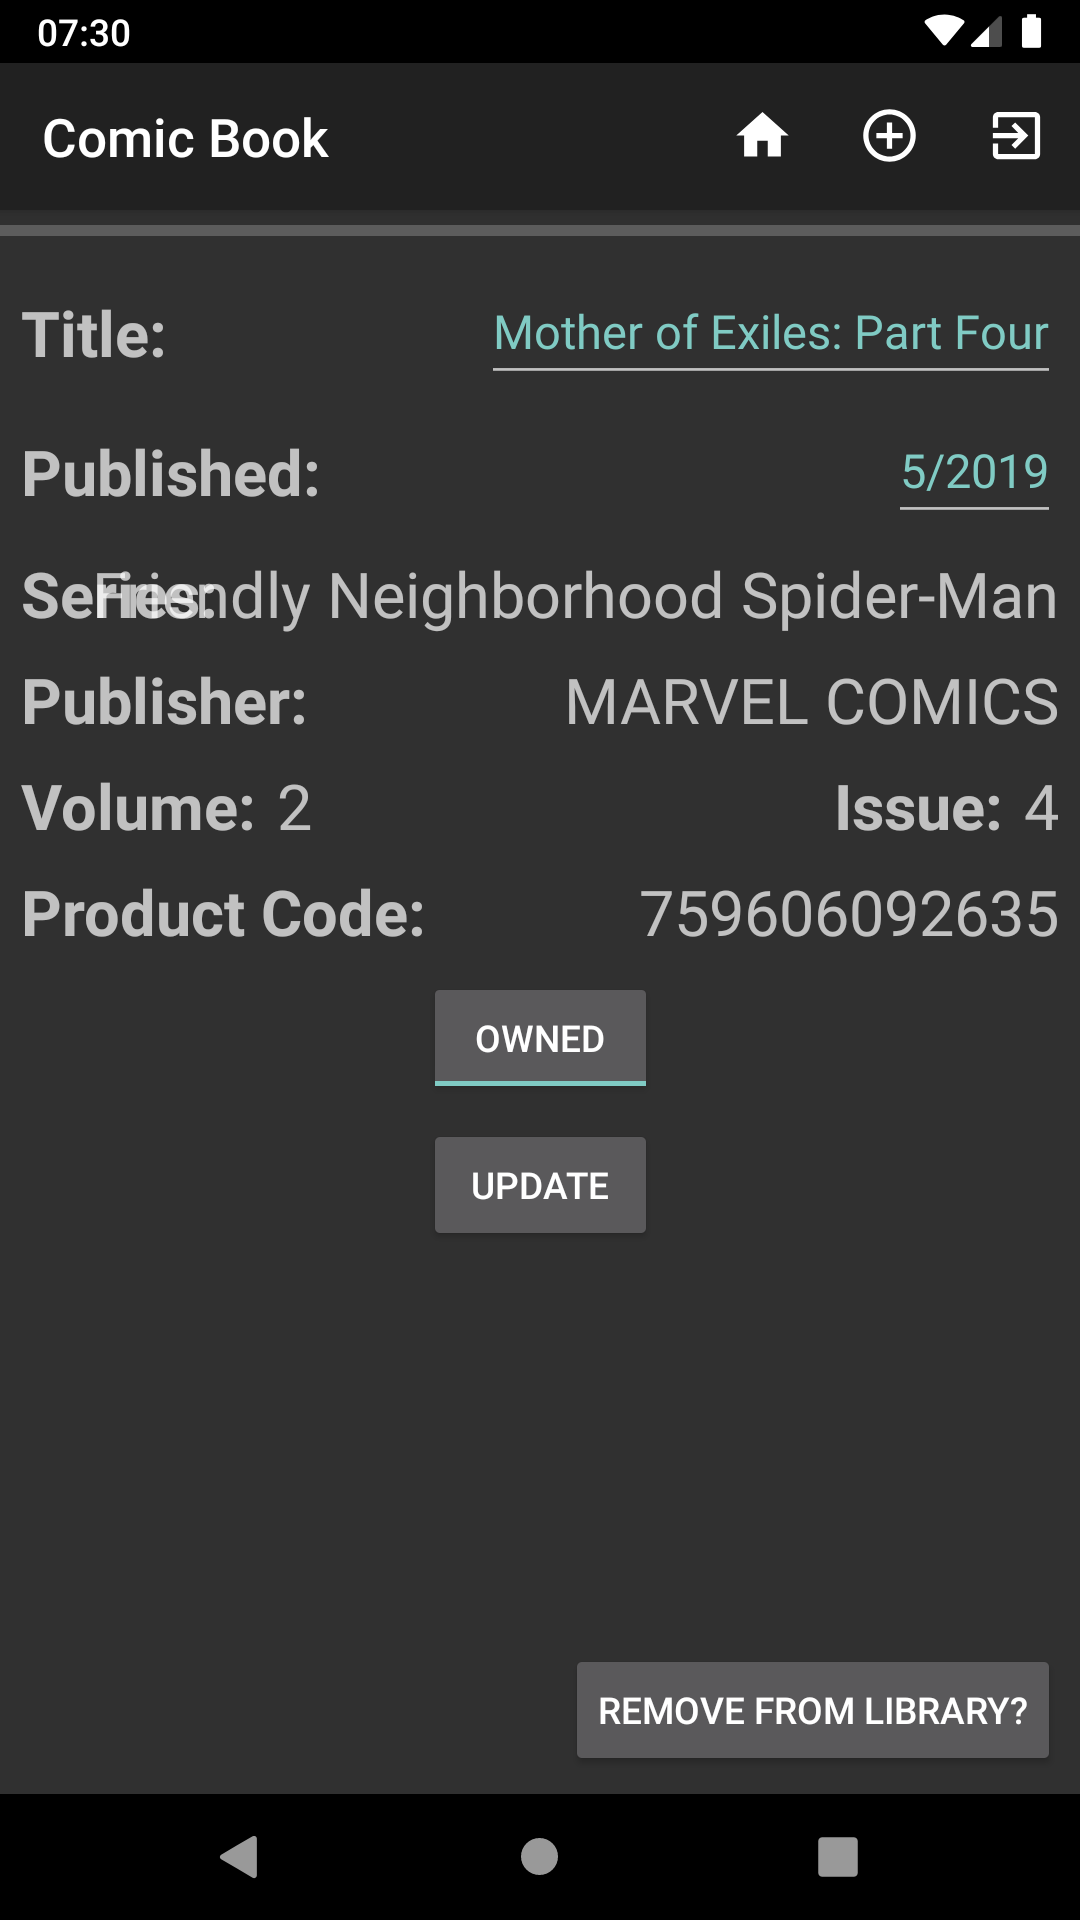 07:30
Comic Book
Title: Mother of Exiles: Part Four
Published: 5/2019
Series: Friendly Neighborhood Spider-Man
Publisher: MARVEL COMICS
Volume: 2 Issue: 4
Product Code: 759606092635
OWNED
UPDATE
REMOVE FROM LIBRARY?